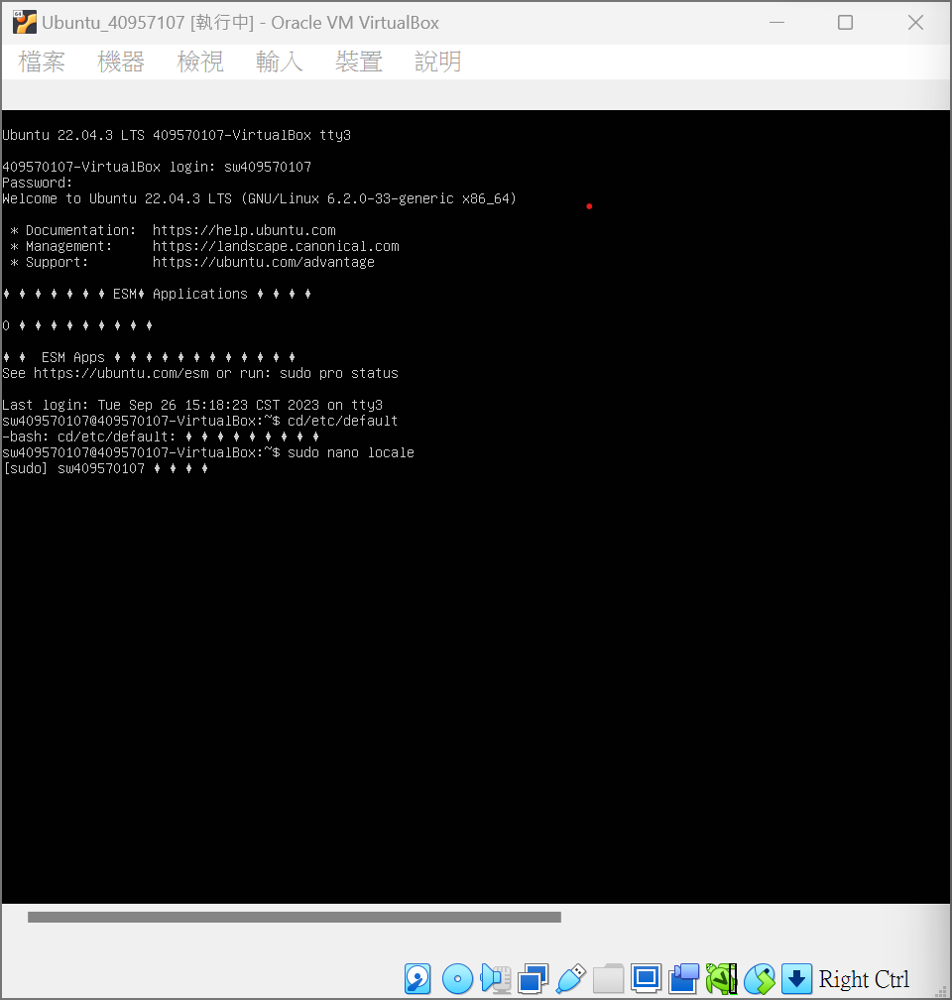 Ubuntu_40957107 [執行中] - Oracle VM VirtualBox
檔案 機器 檢視 輸入 裝置 說明
Ubuntu 22.04.3 LTS 409570107-VirtualBox tty3
409570107-VirtualBox login: sw409570107
Password:
Welcome to Ubuntu 22.04.3 LTS (GNU/Linux 6.2.0-33-generic x86_64)
* Documentation: https://help.ubuntu.com
* Management: https://landscape.canonical.com
* Support: https://ubuntu.com/advantage
♦ ♦ ♦ ♦ ♦ ♦ ♦ ESM♦ Applications ♦ ♦ ♦ ♦
0 ♦ ♦ ♦ ♦ ♦ ♦ ♦ ♦ ♦
♦ ♦ ESM Apps ♦ ♦ ♦ ♦ ♦ ♦ ♦ ♦ ♦ ♦ ♦ ♦
See https://ubuntu.com/esm or run: sudo pro status
Last login: Tue Sep 26 15:18:23 CST 2023 on tty3
sw409570107@409570107-VirtualBox:~$ cd/etc/default
-bash: cd/etc/default: ♦ ♦ ♦ ♦ ♦ ♦ ♦ ♦ ♦
sw409570107@409570107-VirtualBox:~$ sudo nano locale
[sudo] sw409570107 ♦ ♦ ♦ ♦
Right Ctrl